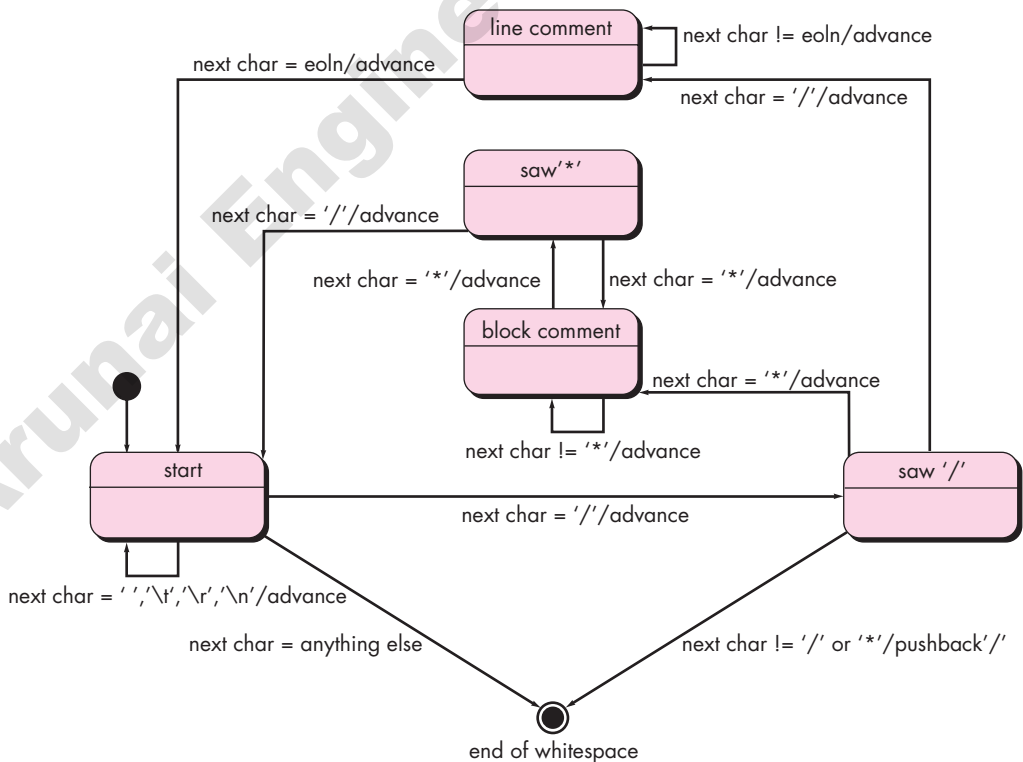 line comment
next char != eoln/advance
next char = eoln/advance
next char = ‘/’/advance
saw‘*’
next char = ‘/’/advance
next char = ‘*’/advance
next char = ‘*’/advance
block comment
next char = ‘*’/advance
next char != ‘*’/advance
start
saw ‘/’
next char = ‘/’/advance
next char = ‘ ’,‘\t’,‘\r’,‘\n’/advance
next char = anything else
next char != ‘/’ or ‘*’/pushback‘/’
end of whitespace